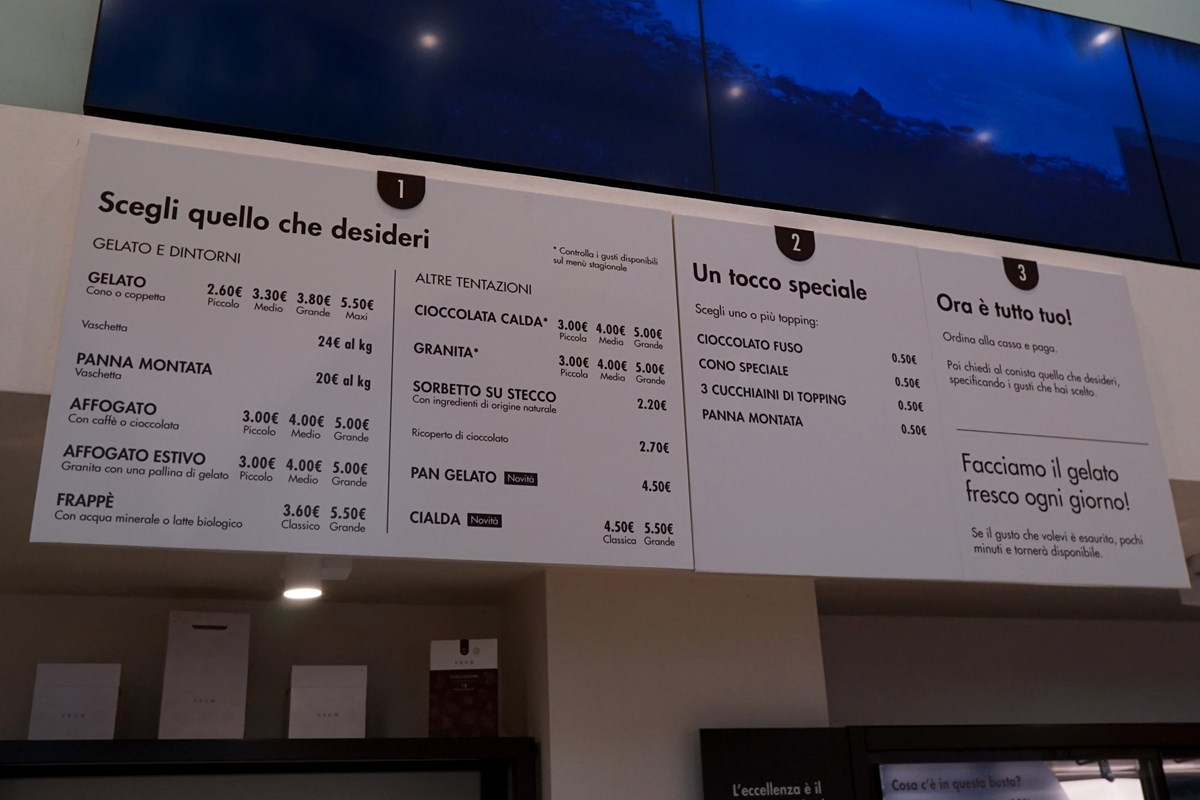 1
Scegli quello che desideri
* Controlla i gusti disponibili
sul menù stagionale
GELATO E DINTORNI
GELATO 2.60€ 3.30€ 3.80€ 5.50€
Cono o coppetta Piccolo Medio Grande Maxi
Vaschetta 24€ al kg
PANNA MONTATA
Vaschetta 20€ al kg
AFFOGATO 3.00€ 4.00€ 5.00€
Con caffè o cioccolata Piccolo Medio Grande
AFFOGATO ESTIVO 3.00€ 4.00€ 5.00€
Granita con una pallina di gelato Piccolo Medio Grande
FRAPPÈ 3.60€ 5.50€
Con acqua minerale o latte biologico Classico Grande
ALTRE TENTAZIONI
CIOCCOLATA CALDA* 3.00€ 4.00€ 5.00€
Piccola Media Grande
GRANITA* 3.00€ 4.00€ 5.00€
Piccola Media Grande
SORBETTO SU STECCO 2.20€
Con ingredienti di origine naturale
Ricoperto di cioccolato 2.70€
PAN GELATO Novità 4.50€
CIALDA Novità 4.50€ 5.50€
Classica Grande
2
Un tocco speciale
Scegli uno o più topping:
CIOCCOLATO FUSO 0.50€
CONO SPECIALE 0.50€
3 CUCCHIAINI DI TOPPING 0.50€
PANNA MONTATA 0.50€
3
Ora è tutto tuo!
Ordina alla cassa e paga.
Poi chiedi al conista quello che desideri,
specificando i gusti che hai scelto.
Facciamo il gelato
fresco ogni giorno!
Se il gusto che volevi è esaurito, pochi
minuti e tornerà disponibile.
GROM
GROM
GROM
GROM
L'eccellenza è il
Cosa c'è in questa busta?